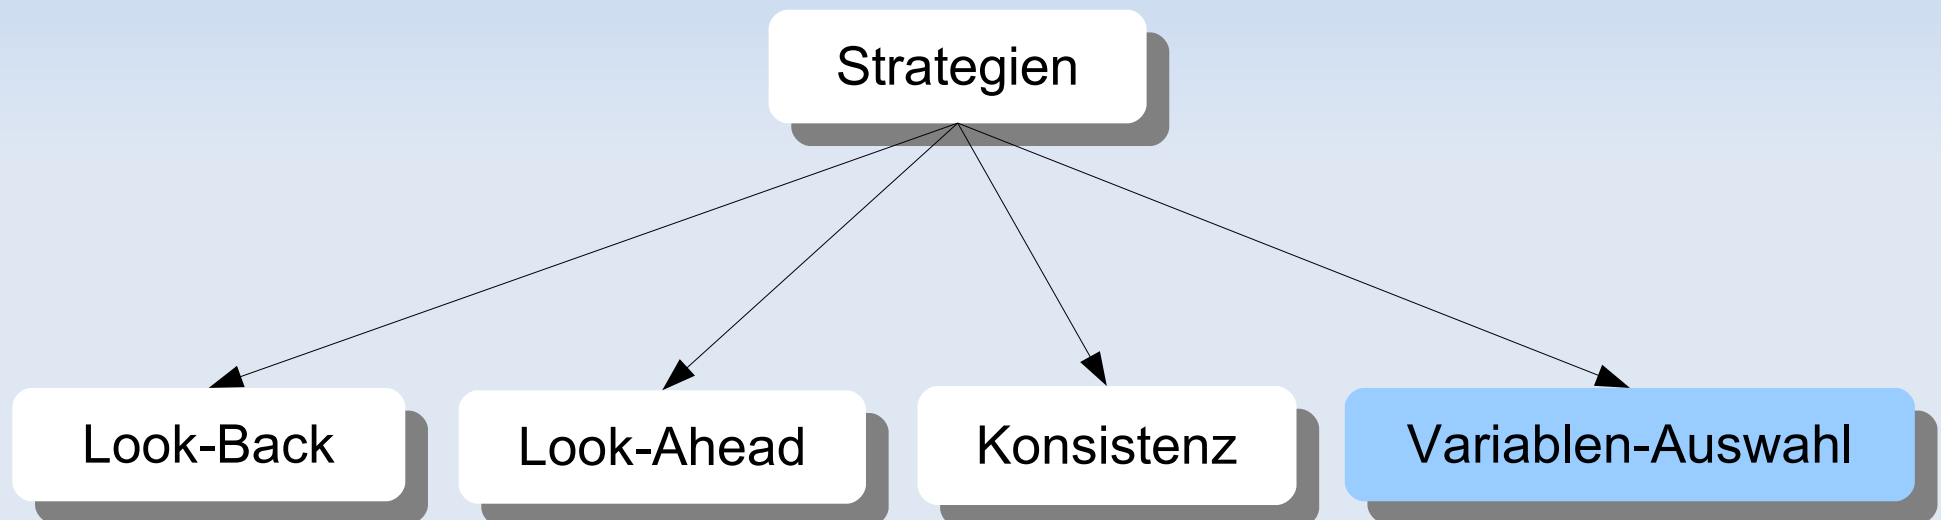 Strategien
Look-Back
Look-Ahead
Konsistenz
Variablen-Auswahl